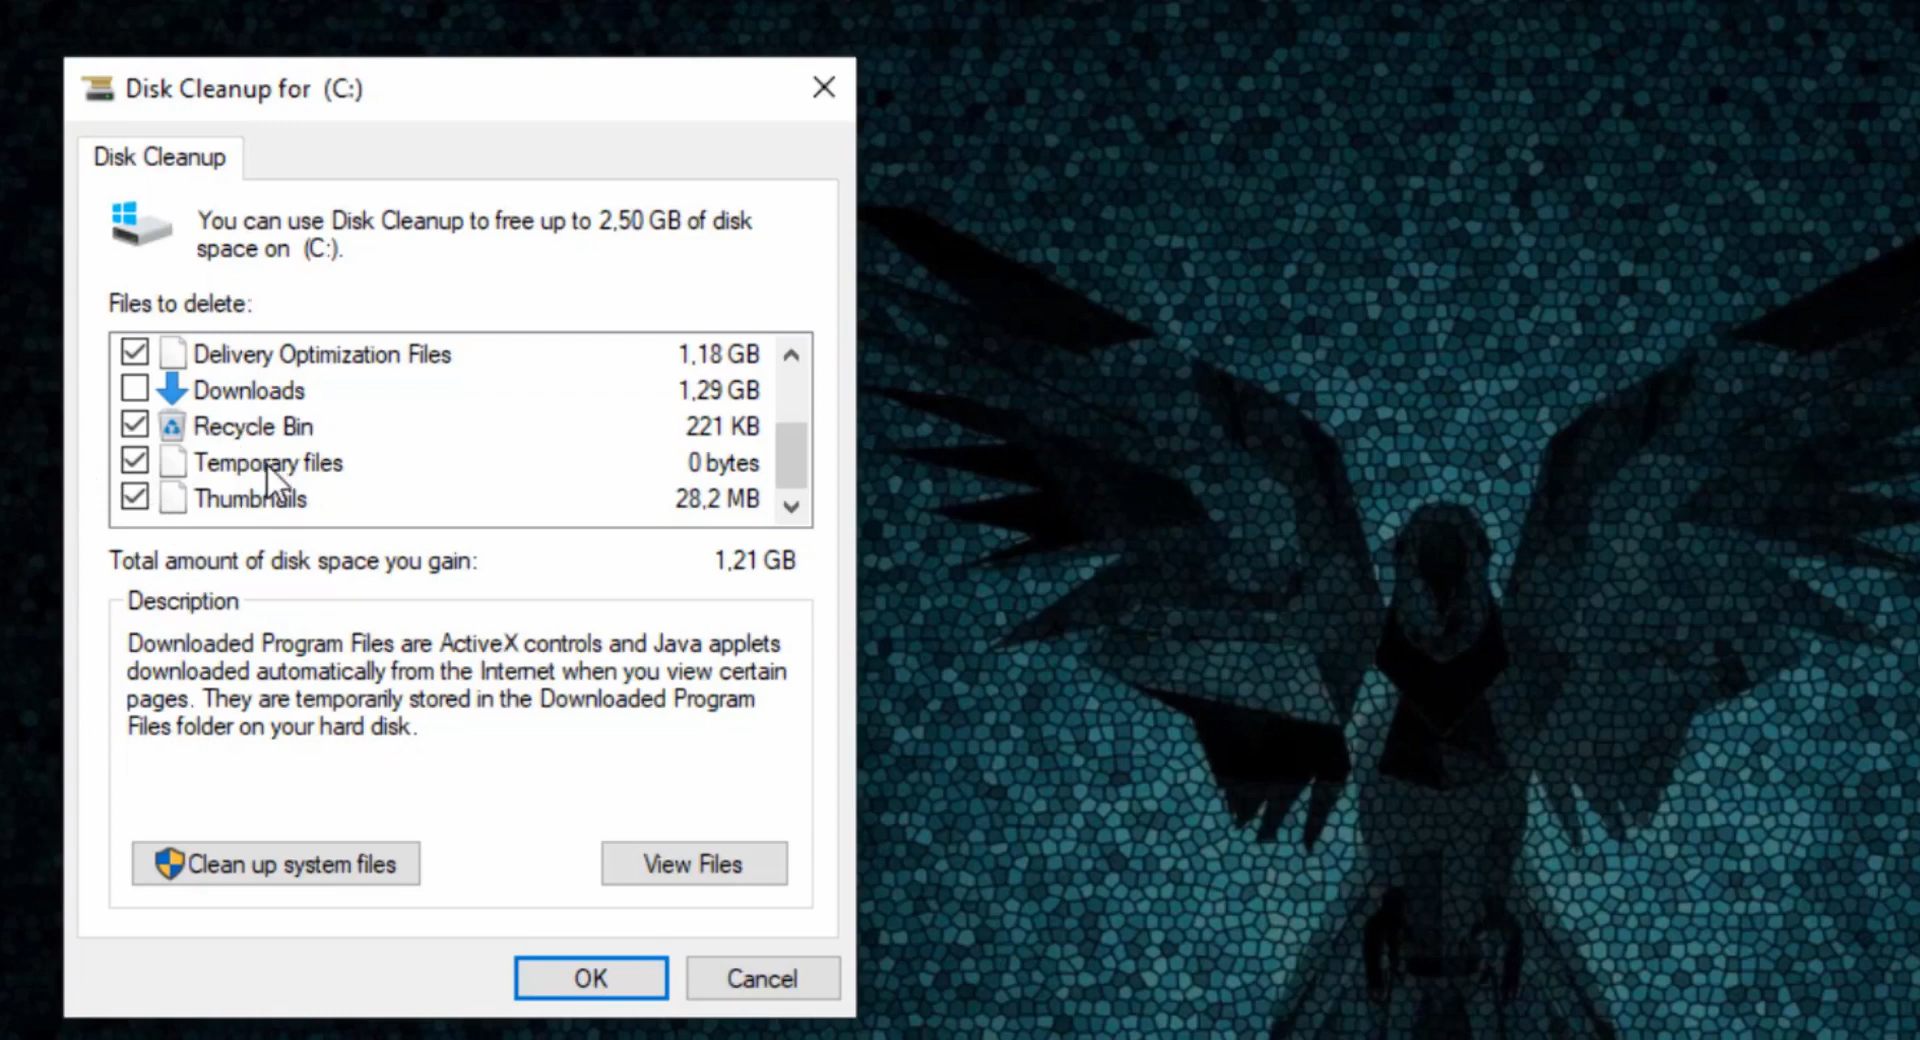 Disk Cleanup for (C:)
Disk Cleanup
You can use Disk Cleanup to free up to 2,50 GB of disk
space on (C:).
Files to delete:
Delivery Optimization Files 1,18 GB
Downloads 1,29 GB
Recycle Bin 221 KB
Temporary files 0 bytes
Thumbnails 28,2 MB
Total amount of disk space you gain: 1,21 GB
Description
Downloaded Program Files are ActiveX controls and Java applets
downloaded automatically from the Internet when you view certain
pages. They are temporarily stored in the Downloaded Program
Files folder on your hard disk.
Clean up system files View Files
OK Cancel